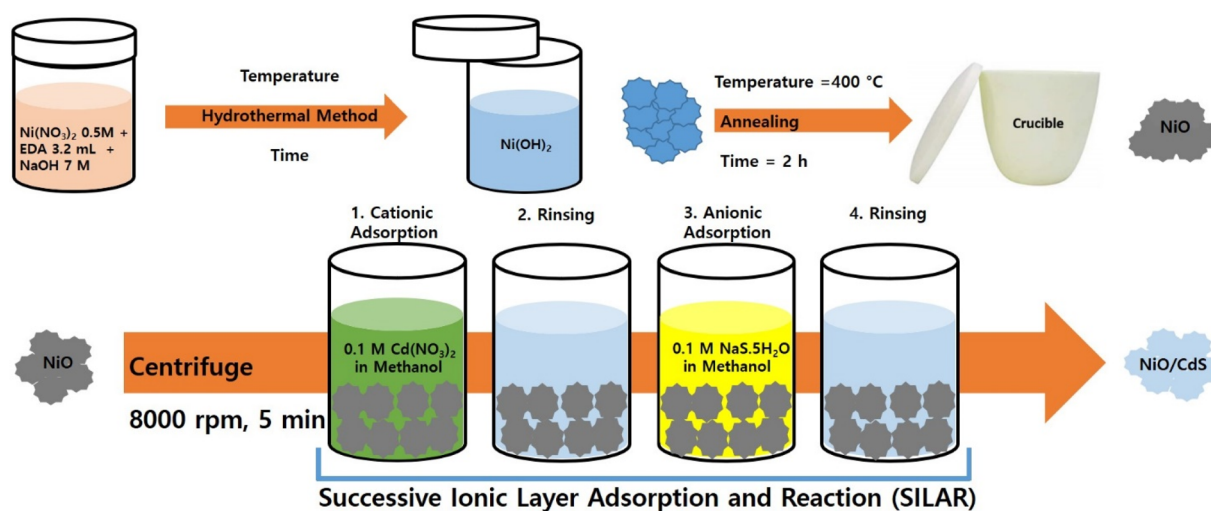 Ni(NO₃)₂ 0.5M +
EDA 3.2 mL +
NaOH 7 M
Temperature
Hydrothermal Method
Time
Ni(OH)₂
Temperature =400 °C
Annealing
Time = 2 h
Crucible
NiO
1. Cationic
Adsorption
2. Rinsing
3. Anionic
Adsorption
4. Rinsing
NiO
Centrifuge
8000 rpm, 5 min
0.1 M Cd(NO₃)₂
in Methanol
0.1 M NaS.5H₂O
in Methanol
NiO/CdS
Successive Ionic Layer Adsorption and Reaction (SILAR)